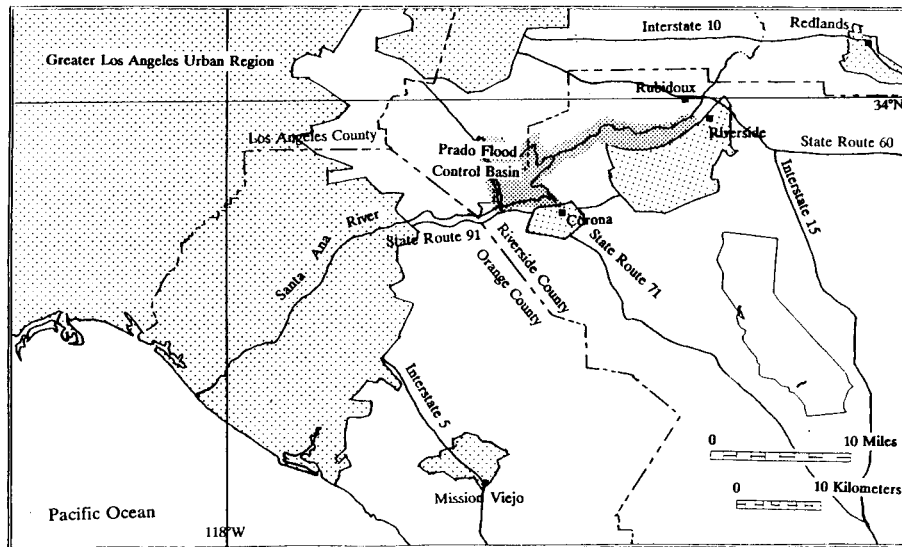 Redlands
Interstate 10
Greater Los Angeles Urban Region
Rubidoux
34°N
Riverside
Los Angeles County
State Route 60
Prado Flood
Control Basin
Interstate 15
Corona
Santa Ana River
State Route 91
Riverside County
Orange County
State Route 71
Interstate 5
0 10 Miles
0 10 Kilometers
Mission Viejo
Pacific Ocean
118°W